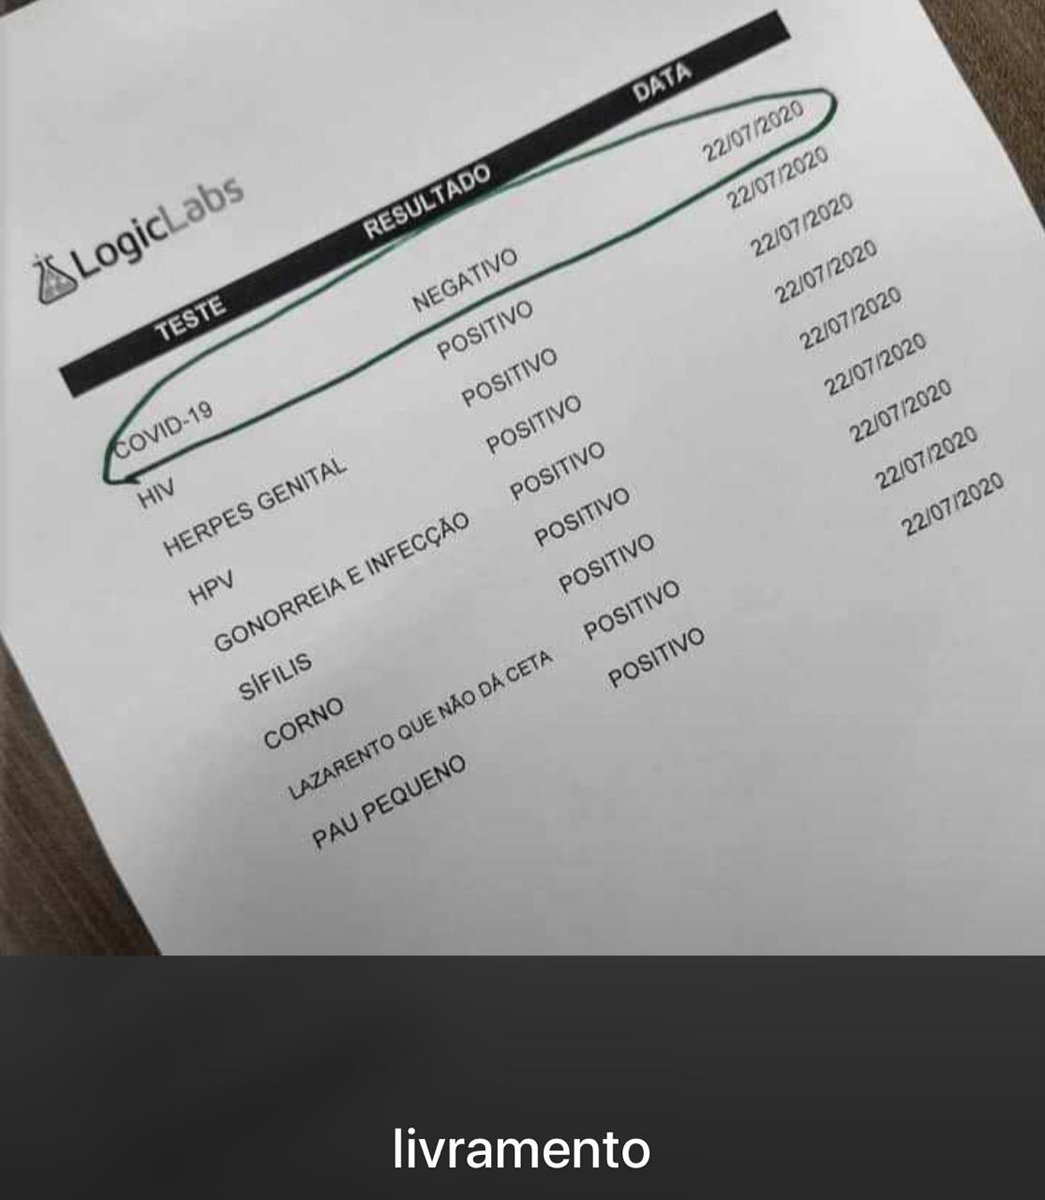 LogicLabs
TESTE RESULTADO DATA
COVID-19 NEGATIVO 22/07/2020
HIV POSITIVO 22/07/2020
HERPES GENITAL POSITIVO 22/07/2020
HPV POSITIVO 22/07/2020
GONORREIA E INFECÇÃO POSITIVO 22/07/2020
SÍFILIS POSITIVO 22/07/2020
CORNO POSITIVO 22/07/2020
LAZARENTO QUE NÃO DÁ CETA POSITIVO 22/07/2020
PAU PEQUENO POSITIVO 22/07/2020
livramento